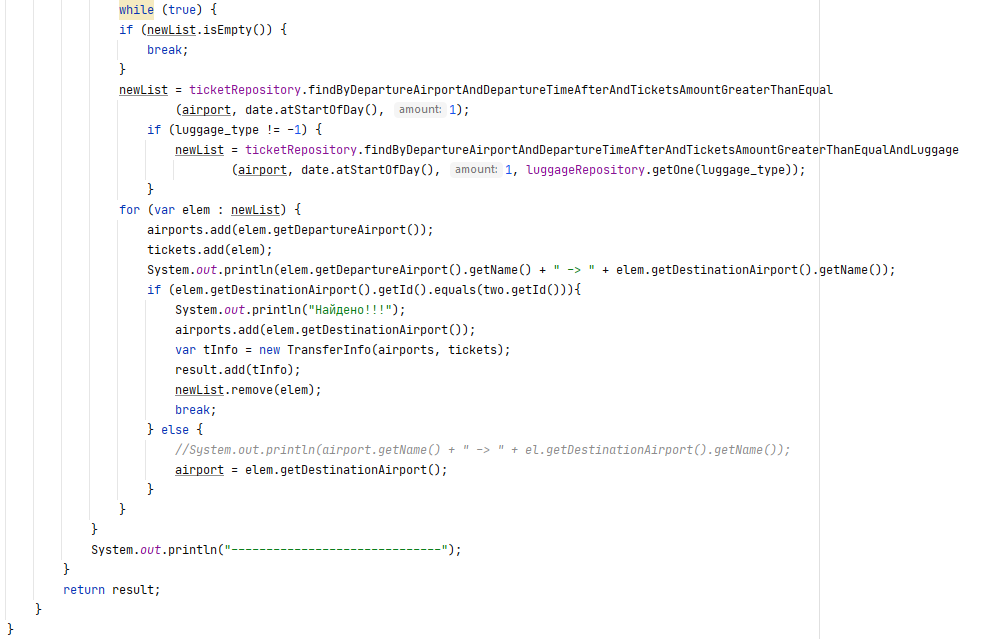 while (true) {
if (newList.isEmpty()) {
break;
}
newList = ticketRepository.findByDepartureAirportAndDepartureTimeAfterAndTicketsAmountGreaterThanEqual
(airport, date.atStartOfDay(), amount: 1);
if (luggage_type != -1) {
newList = ticketRepository.findByDepartureAirportAndDepartureTimeAfterAndTicketsAmountGreaterThanEqualAndLuggage
(airport, date.atStartOfDay(), amount: 1, luggageRepository.getOne(luggage_type));
}
for (var elem : newList) {
airports.add(elem.getDepartureAirport());
tickets.add(elem);
System.out.println(elem.getDepartureAirport().getName() + " -> " + elem.getDestinationAirport().getName());
if (elem.getDestinationAirport().getId().equals(two.getId())){
System.out.println("Найдено!!!");
airports.add(elem.getDestinationAirport());
var tInfo = new TransferInfo(airports, tickets);
result.add(tInfo);
newList.remove(elem);
break;
} else {
//System.out.println(airport.getName() + " -> " + el.getDestinationAirport().getName());
airport = elem.getDestinationAirport();
}
}
}
System.out.println("------------------------------");
}
return result;
}
}